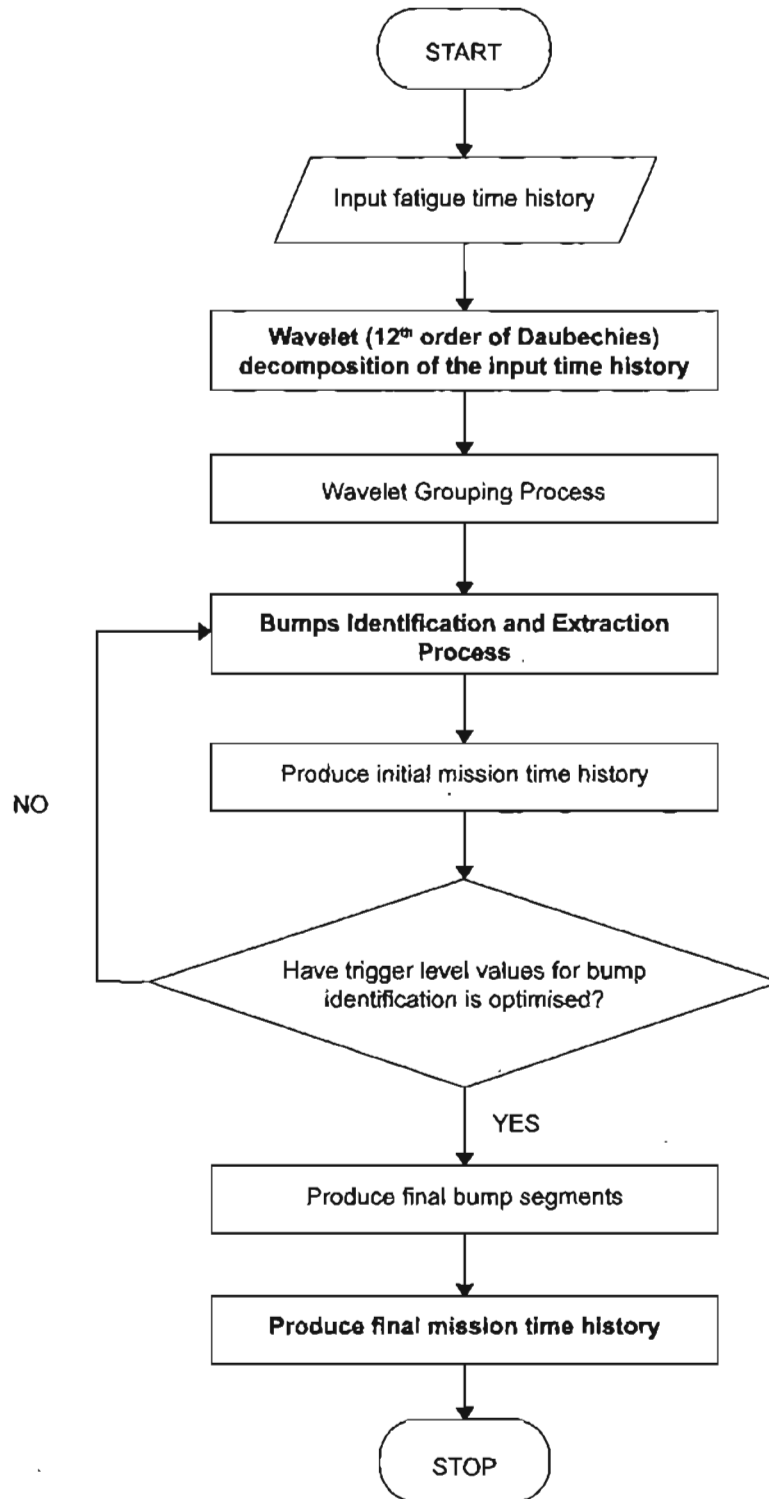 START
Input fatigue time history
Wavelet (12th order of Daubechies)
decomposition of the input time history
Wavelet Grouping Process
Bumps Identification and Extraction
Process
Produce initial mission time history
NO
Have trigger level values for bump
identification is optimised?
YES
Produce final bump segments
Produce final mission time history
STOP